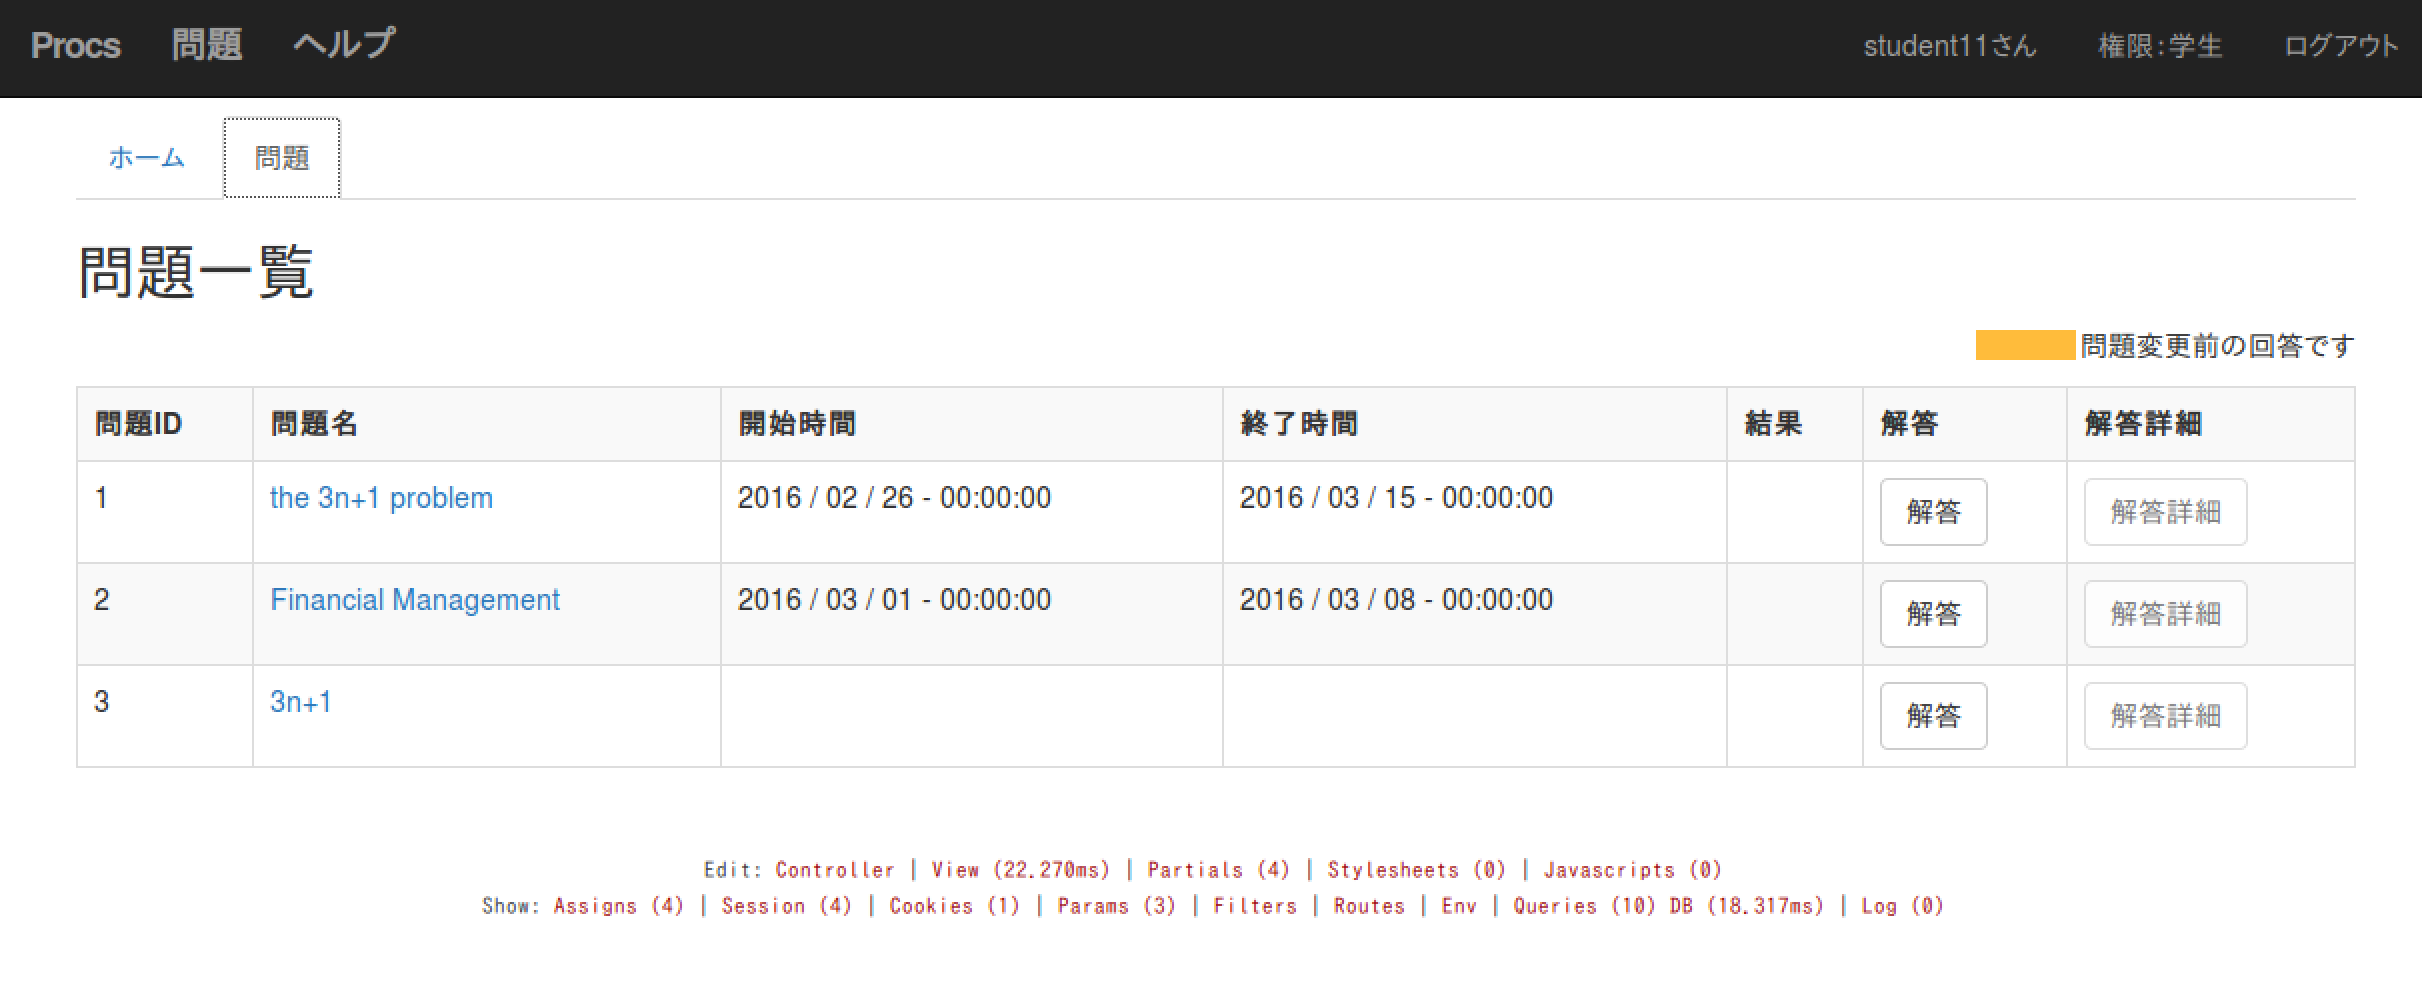 Procs 問題 ヘルプ student11さん 権限:学生 ログアウト
ホーム 問題
問題一覧
問題変更前の回答です
問題ID 問題名 開始時間 終了時間 結果 解答 解答詳細
1 the 3n+1 problem 2016 / 02 / 26 - 00:00:00 2016 / 03 / 15 - 00:00:00 解答 解答詳細
2 Financial Management 2016 / 03 / 01 - 00:00:00 2016 / 03 / 08 - 00:00:00 解答 解答詳細
3 3n+1 解答 解答詳細
Edit: Controller | View (22.270ms) | Partials (4) | Stylesheets (0) | Javascripts (0)
Show: Assigns (4) | Session (4) | Cookies (1) | Params (3) | Filters | Routes | Env | Queries (10) DB (18.317ms) | Log (0)